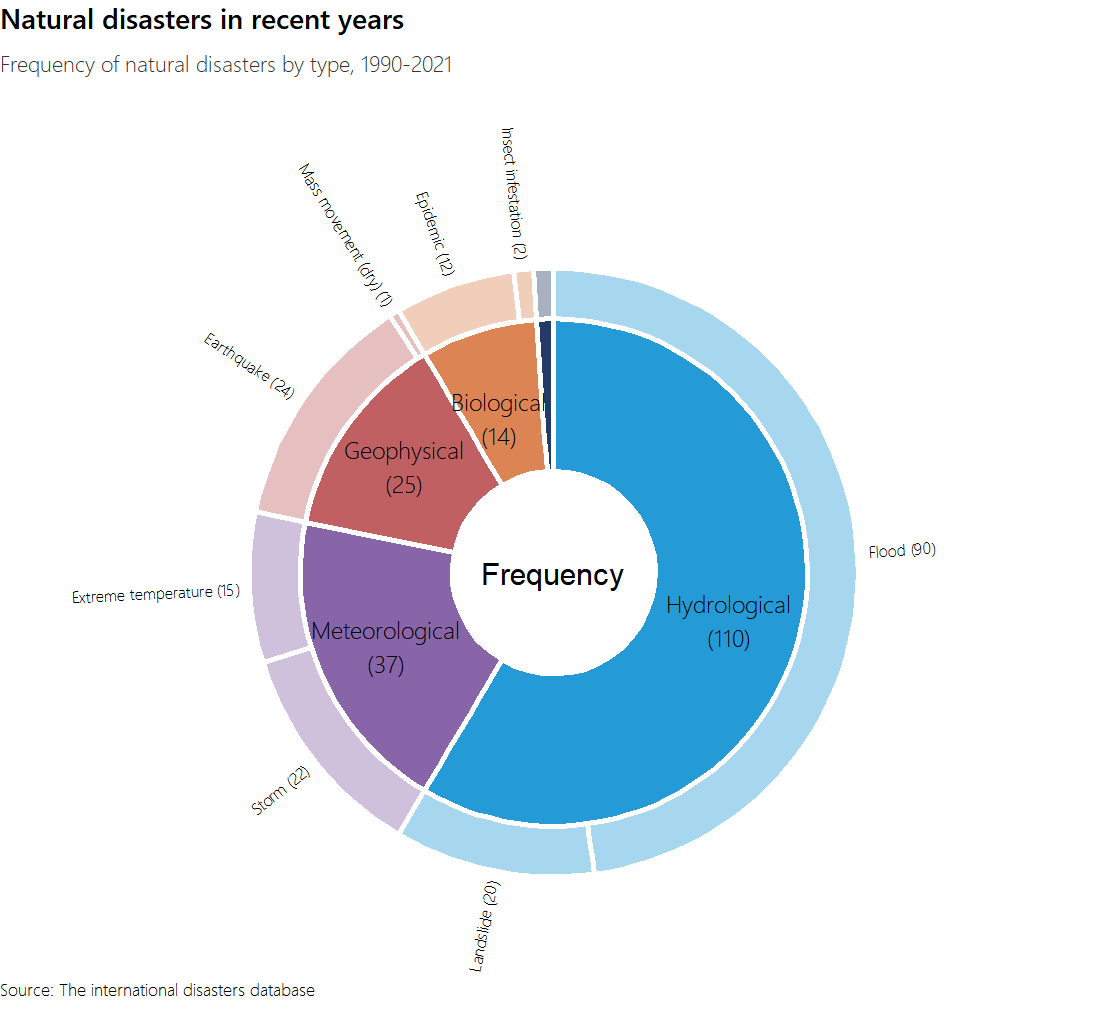 Natural disasters in recent years
Frequency of natural disasters by type, 1990-2021
Insect infestation (2)
Mass movement (dry) (1)
Epidemic (12)
Earthquake (24)
Biological
(14)
Geophysical
(25)
Flood (90)
Frequency
Extreme temperature (15)
Hydrological
(110)
Meteorological
(37)
Storm (22)
Landslide (20)
Source: The international disasters database